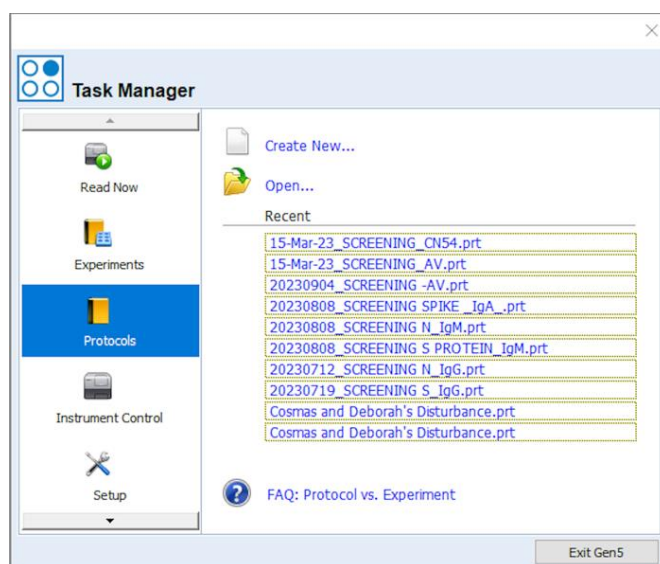 Task Manager
Read Now
Experiments
Protocols
Instrument Control
Setup
Create New...
Open...
Recent
15-Mar-23_SCREENING_CN54.prt
15-Mar-23_SCREENING_AV.prt
20230904_SCREENING -AV.prt
20230808_SCREENING SPIKE _IgA_.prt
20230808_SCREENING N_IgM.prt
20230808_SCREENING S PROTEIN_IgM.prt
20230712_SCREENING N_IgG.prt
20230719_SCREENING S_IgG.prt
Cosmas and Deborah's Disturbance.prt
Cosmas and Deborah's Disturbance.prt
FAQ: Protocol vs. Experiment
Exit Gen5